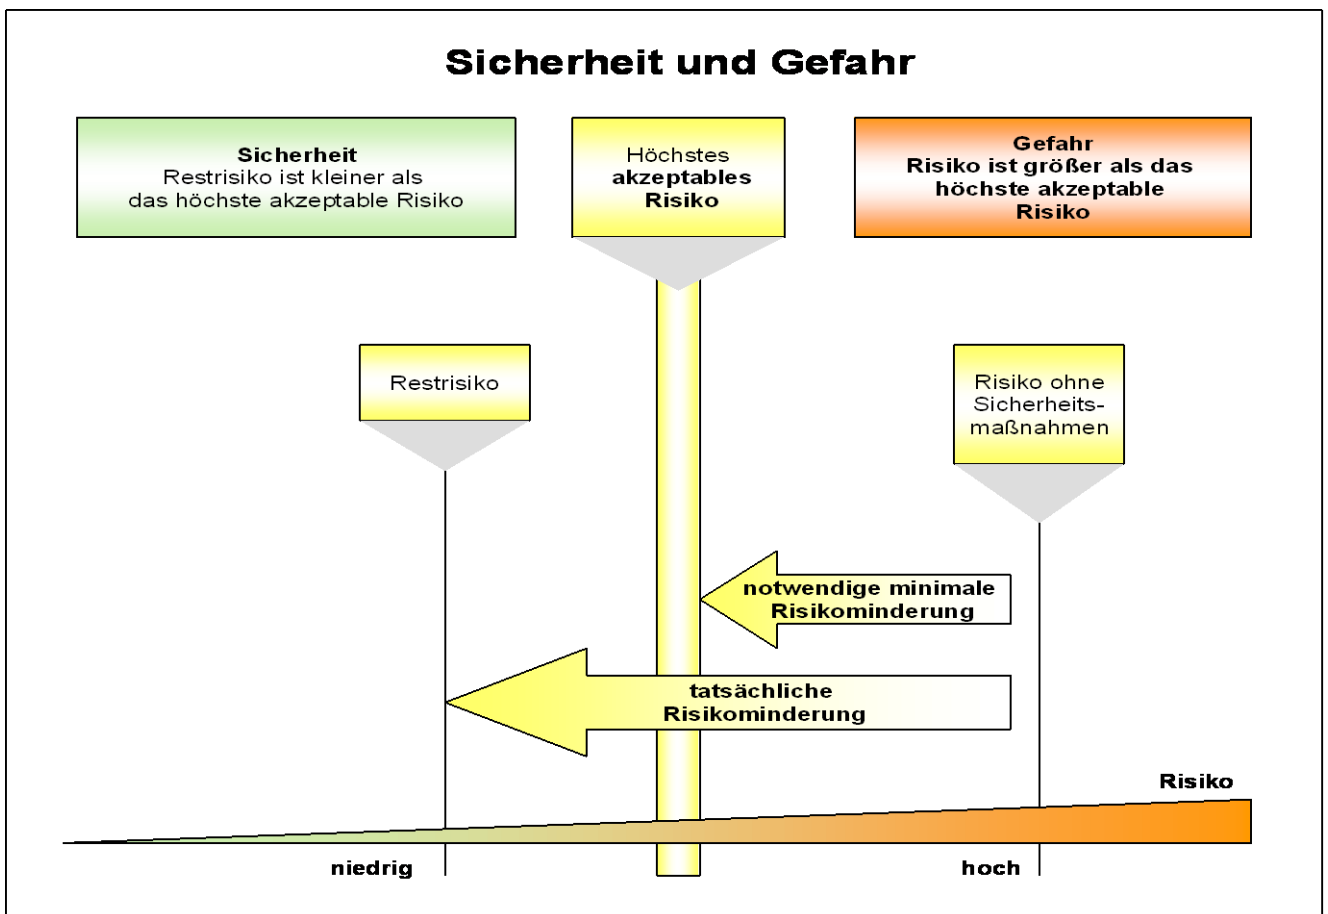 Sicherheit und Gefahr
Sicherheit
Restrisiko ist kleiner als
das höchste akzeptable Risiko
Höchstes
akzeptables
Risiko
Gefahr
Risiko ist größer als das
höchste akzeptable
Risiko
Restrisiko
Risiko ohne
Sicherheits-
maßnahmen
notwendige minimale
Risikominderung
tatsächliche
Risikominderung
Risiko
niedrig
hoch